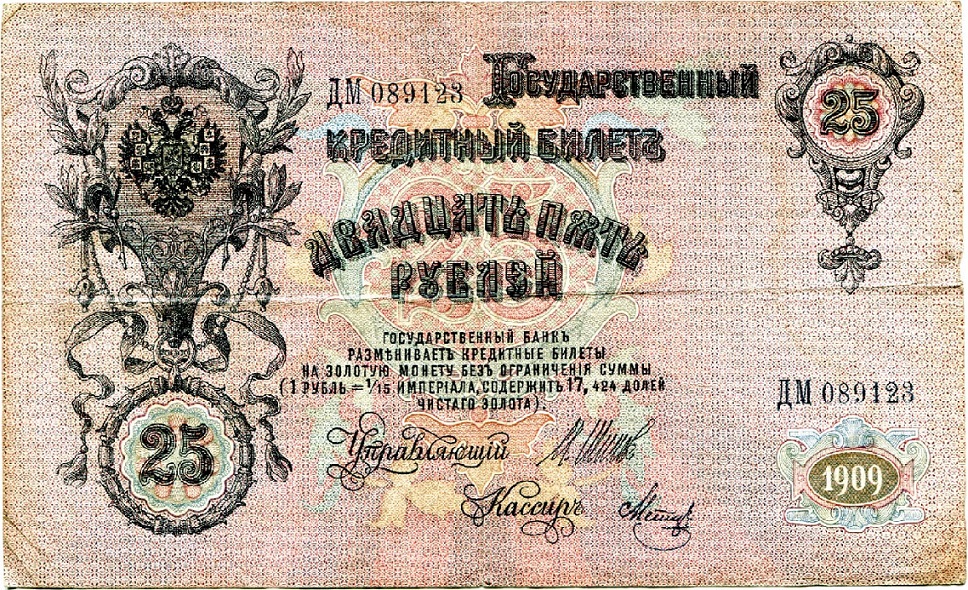 ДМ 089123
Государственный
кредитный билетъ
25
двадцать пять
рублей
Государственный банкъ
размѣниваетъ кредитные билеты
на золотую монету безъ ограниченія суммы
(1 рубль = 1/15 имперіала, содержитъ 17,424 долей
чистаго золота).
ДМ 089123
Управляющій
Кассиръ
25
1909